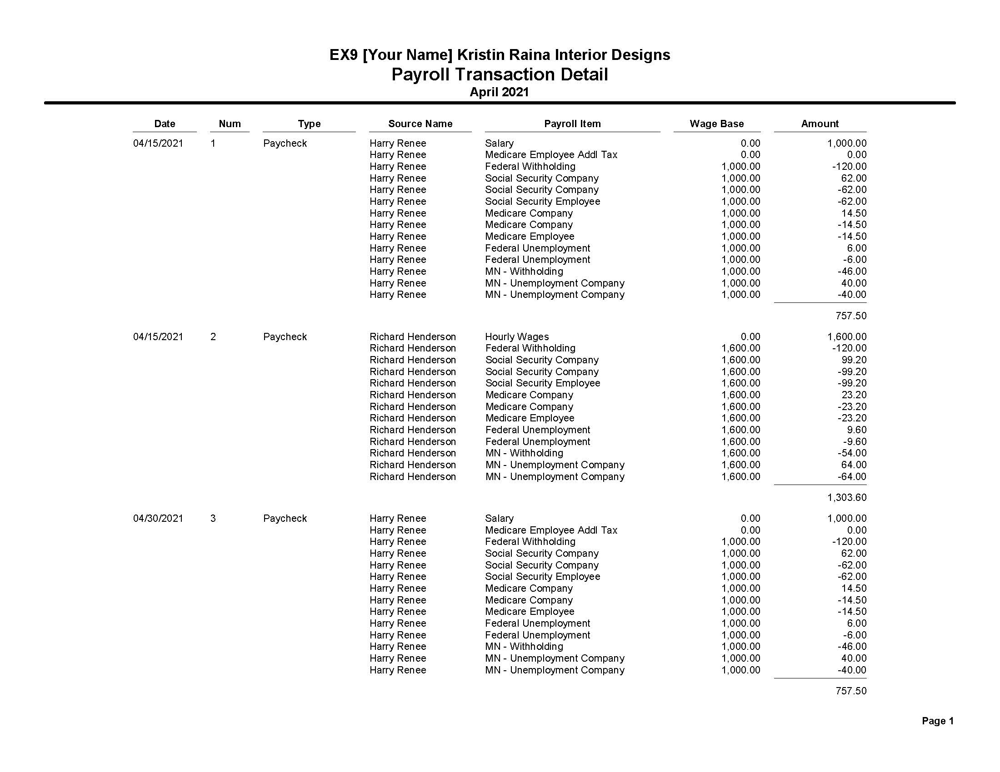 EX9 [Your Name] Kristin Raina Interior Designs
Payroll Transaction Detail
April 2021
Date Num Type Source Name Payroll Item Wage Base Amount
04/15/2021 1 Paycheck Harry Renee Salary 0.00 1,000.00
Harry Renee Medicare Employee Addl Tax 0.00 0.00
Harry Renee Federal Withholding 1,000.00 -120.00
Harry Renee Social Security Company 1,000.00 62.00
Harry Renee Social Security Company 1,000.00 -62.00
Harry Renee Social Security Employee 1,000.00 -62.00
Harry Renee Medicare Company 1,000.00 14.50
Harry Renee Medicare Company 1,000.00 -14.50
Harry Renee Medicare Employee 1,000.00 -14.50
Harry Renee Federal Unemployment 1,000.00 6.00
Harry Renee Federal Unemployment 1,000.00 -6.00
Harry Renee MN - Withholding 1,000.00 -46.00
Harry Renee MN - Unemployment Company 1,000.00 40.00
Harry Renee MN - Unemployment Company 1,000.00 -40.00
757.50
04/15/2021 2 Paycheck Richard Henderson Hourly Wages 0.00 1,600.00
Richard Henderson Federal Withholding 1,600.00 -120.00
Richard Henderson Social Security Company 1,600.00 99.20
Richard Henderson Social Security Company 1,600.00 -99.20
Richard Henderson Social Security Employee 1,600.00 -99.20
Richard Henderson Medicare Company 1,600.00 23.20
Richard Henderson Medicare Company 1,600.00 -23.20
Richard Henderson Medicare Employee 1,600.00 -23.20
Richard Henderson Federal Unemployment 1,600.00 9.60
Richard Henderson Federal Unemployment 1,600.00 -9.60
Richard Henderson MN - Withholding 1,600.00 -54.00
Richard Henderson MN - Unemployment Company 1,600.00 64.00
Richard Henderson MN - Unemployment Company 1,600.00 -64.00
1,303.60
04/30/2021 3 Paycheck Harry Renee Salary 0.00 1,000.00
Harry Renee Medicare Employee Addl Tax 0.00 0.00
Harry Renee Federal Withholding 1,000.00 -120.00
Harry Renee Social Security Company 1,000.00 62.00
Harry Renee Social Security Company 1,000.00 -62.00
Harry Renee Social Security Employee 1,000.00 -62.00
Harry Renee Medicare Company 1,000.00 14.50
Harry Renee Medicare Company 1,000.00 -14.50
Harry Renee Medicare Employee 1,000.00 -14.50
Harry Renee Federal Unemployment 1,000.00 6.00
Harry Renee Federal Unemployment 1,000.00 -6.00
Harry Renee MN - Withholding 1,000.00 -46.00
Harry Renee MN - Unemployment Company 1,000.00 40.00
Harry Renee MN - Unemployment Company 1,000.00 -40.00
757.50
Page 1